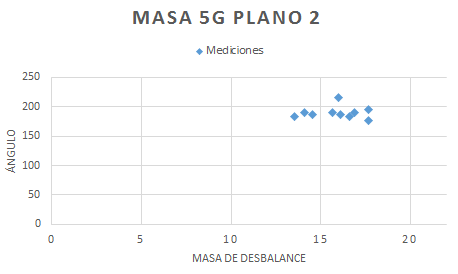 MASA 5G PLANO 2
Mediciones
250
200
150
100
50
0
ÁNGULO
0 5 10 15 20
MASA DE DESBALANCE